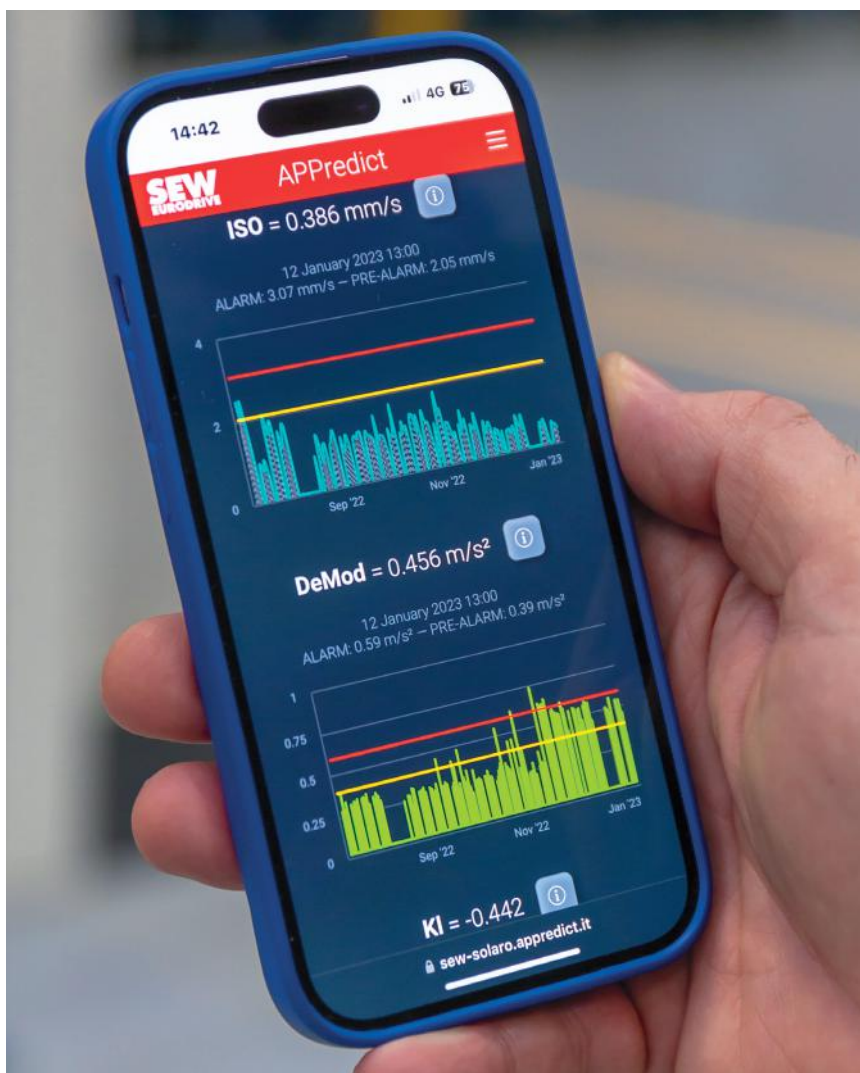 14:42
4G 75
SEW
EURODRIVE
APPredict
ISO = 0.386 mm/s
12 January 2023 13:00
ALARM: 3.07 mm/s – PRE-ALARM: 2.05 mm/s
4
2
0
Sep '22 Nov '22 Jan '23
DeMod = 0.456 m/s²
12 January 2023 13:00
ALARM: 0.59 m/s² – PRE-ALARM: 0.39 m/s²
1
0.75
0.5
0.25
0
Sep '22 Nov '22 Jan '23
KI = -0.442
sew-solaro.appredict.it